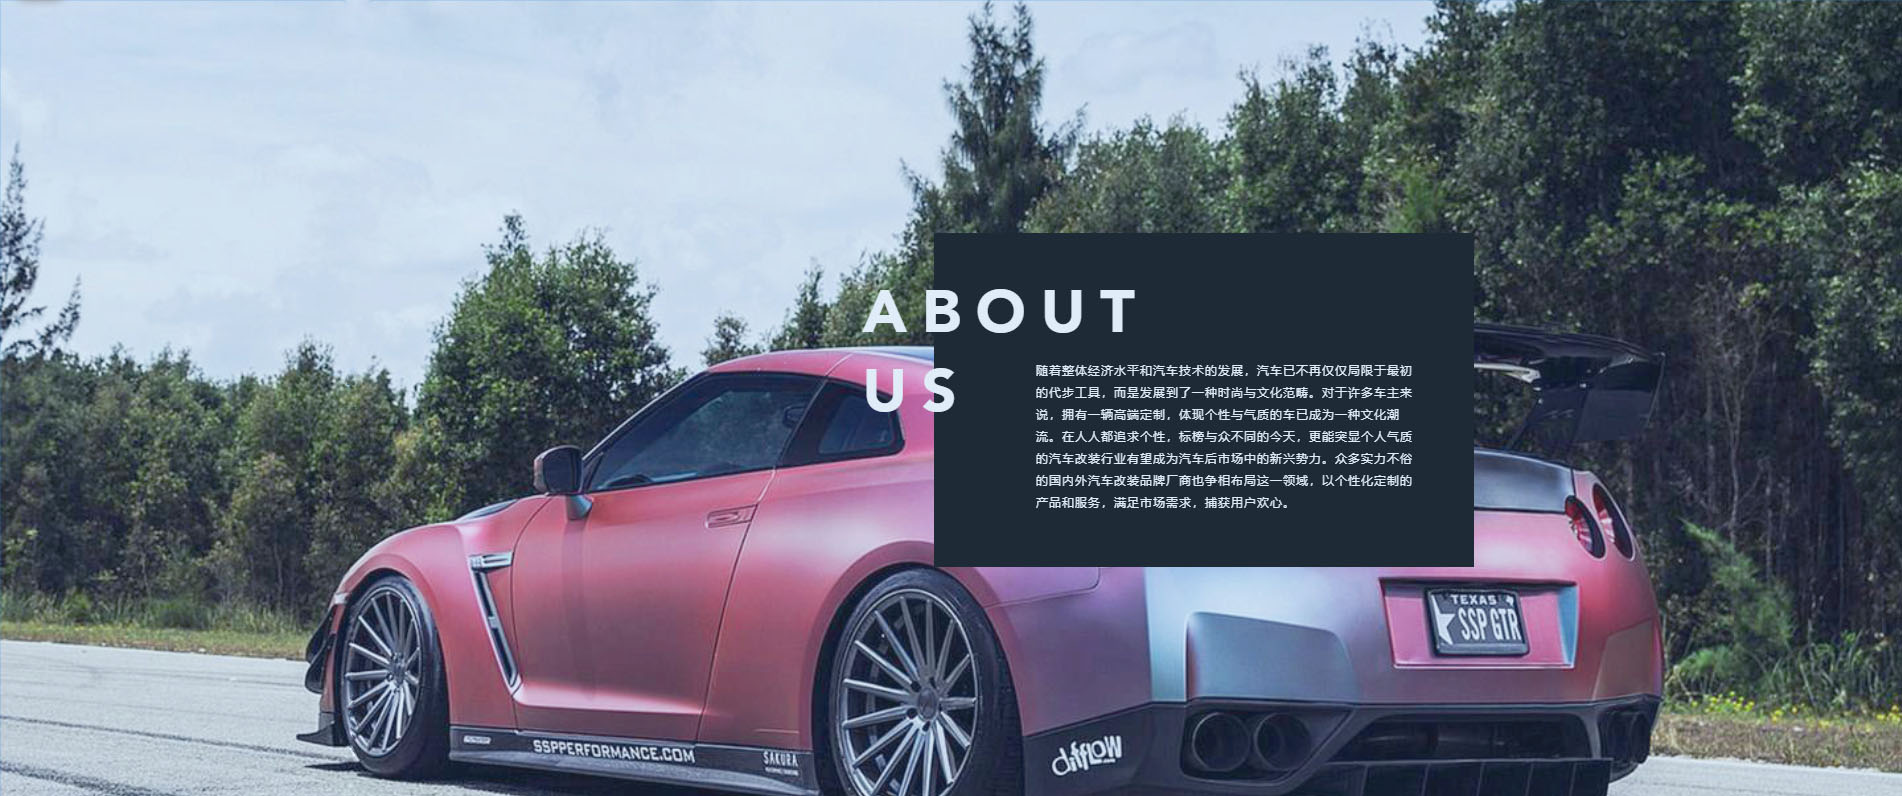 ABOUT
US
随着整体经济水平和汽车技术的发展，汽车已不再仅仅局限于最初
的代步工具，而是发展到了一种时尚与文化范畴。对于许多车主来
说，拥有一辆高端定制，体现个性与气质的车已成为一种文化潮
流。在人人都追求个性，标榜与众不同的今天，更能突显个人气质
的汽车改装行业有望成为汽车后市场中的新兴势力。众多实力不俗
的国内外汽车改装品牌厂商也争相布局这一领域，以个性化定制的
产品和服务，满足市场需求，捕获用户欢心。
TEXAS
SSP GTR
SSPPERFORMANCE.COM
SAKURA
driflow